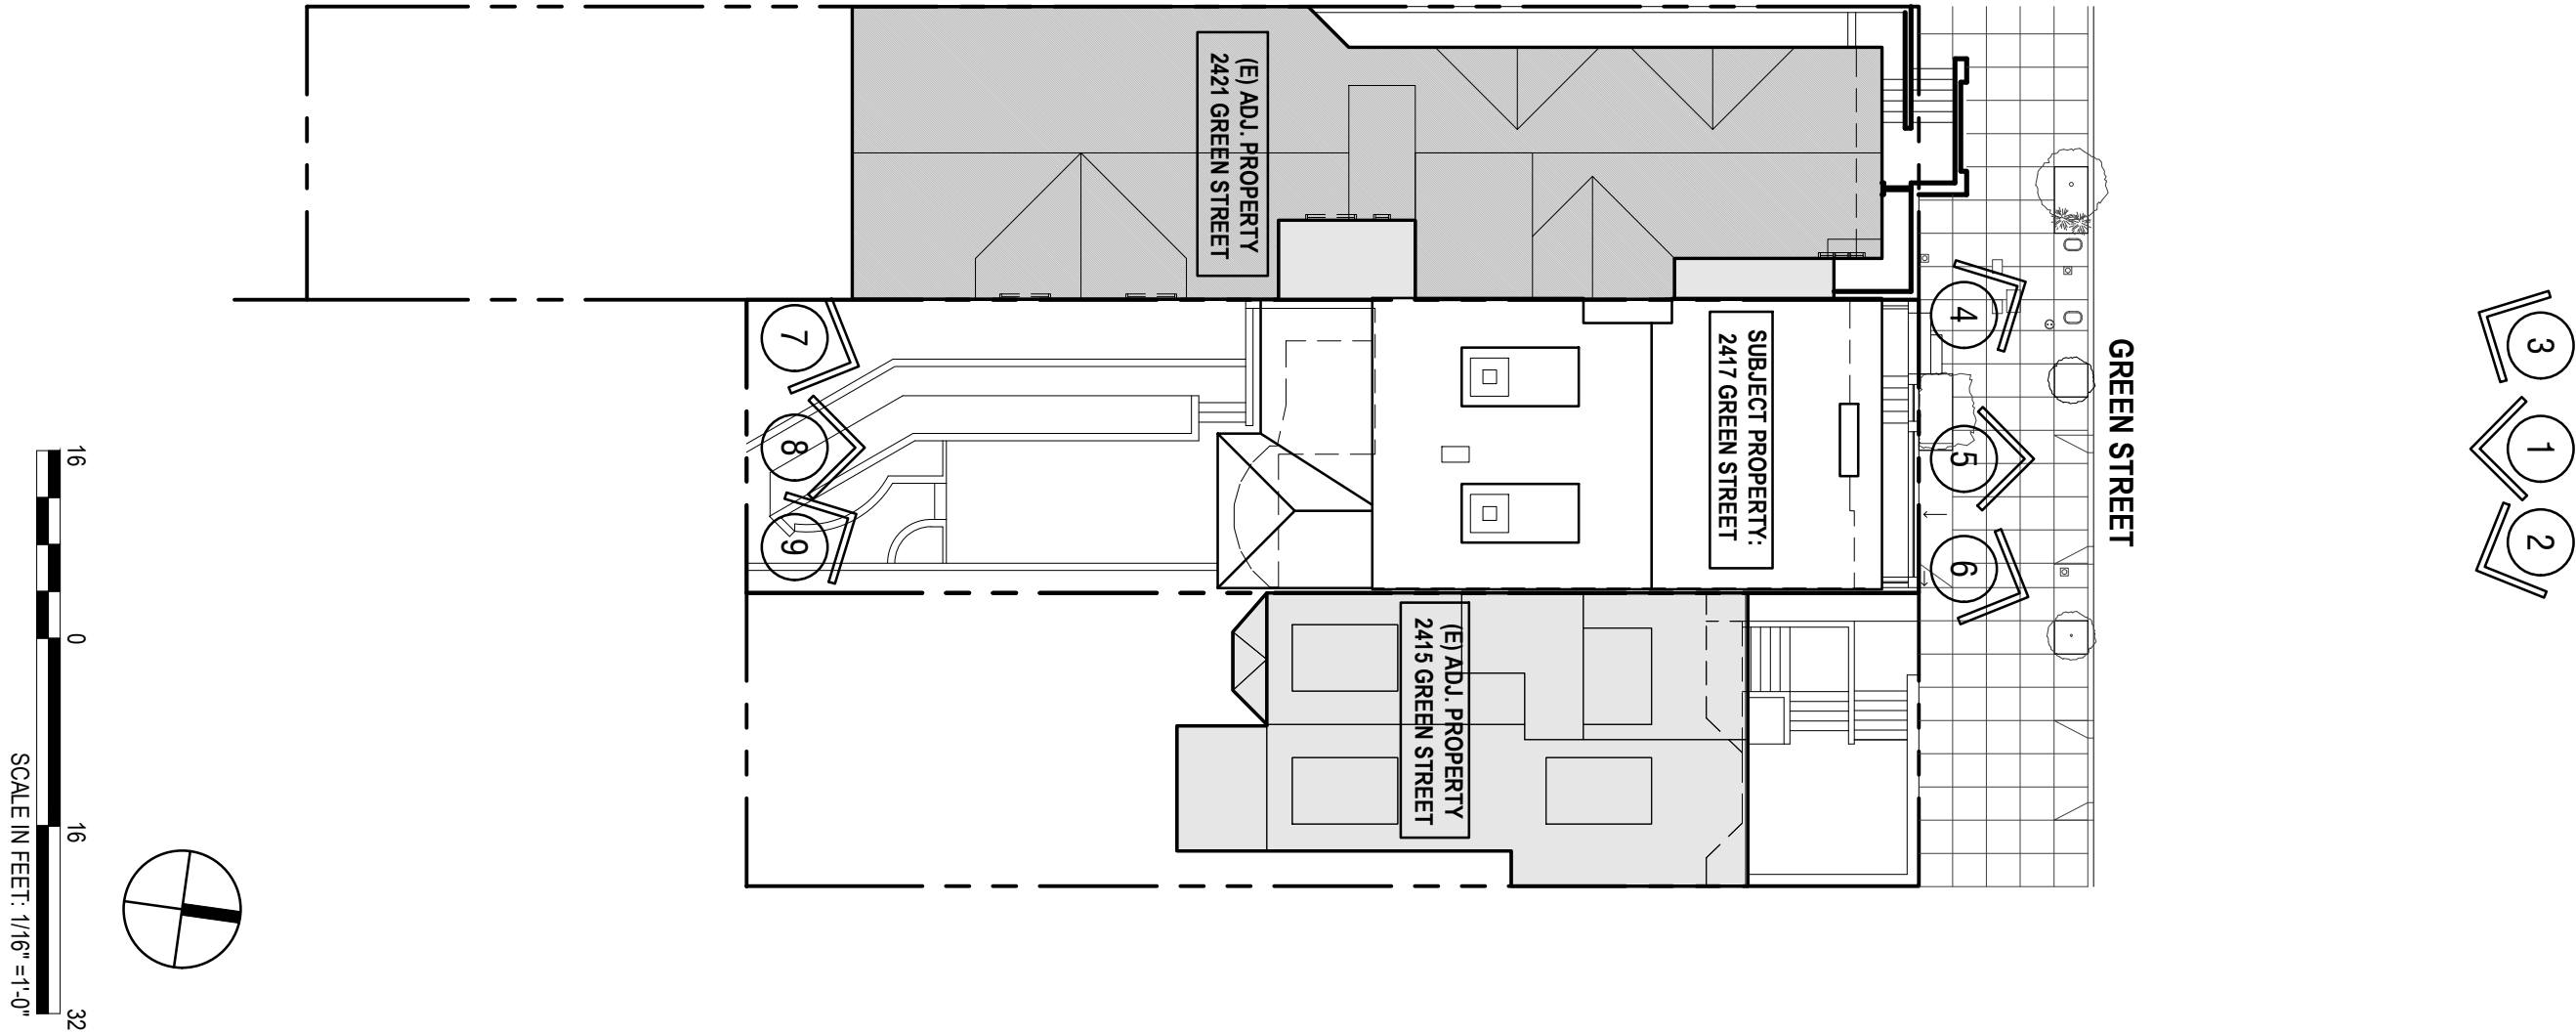 GREEN STREET
3
1
2
4
5
6
SUBJECT PROPERTY:
2417 GREEN STREET
(E) ADJ. PROPERTY
2421 GREEN STREET
(E) ADJ. PROPERTY
2415 GREEN STREET
7
8
9
16
0
16
32
SCALE IN FEET: 1/16" =1'-0"